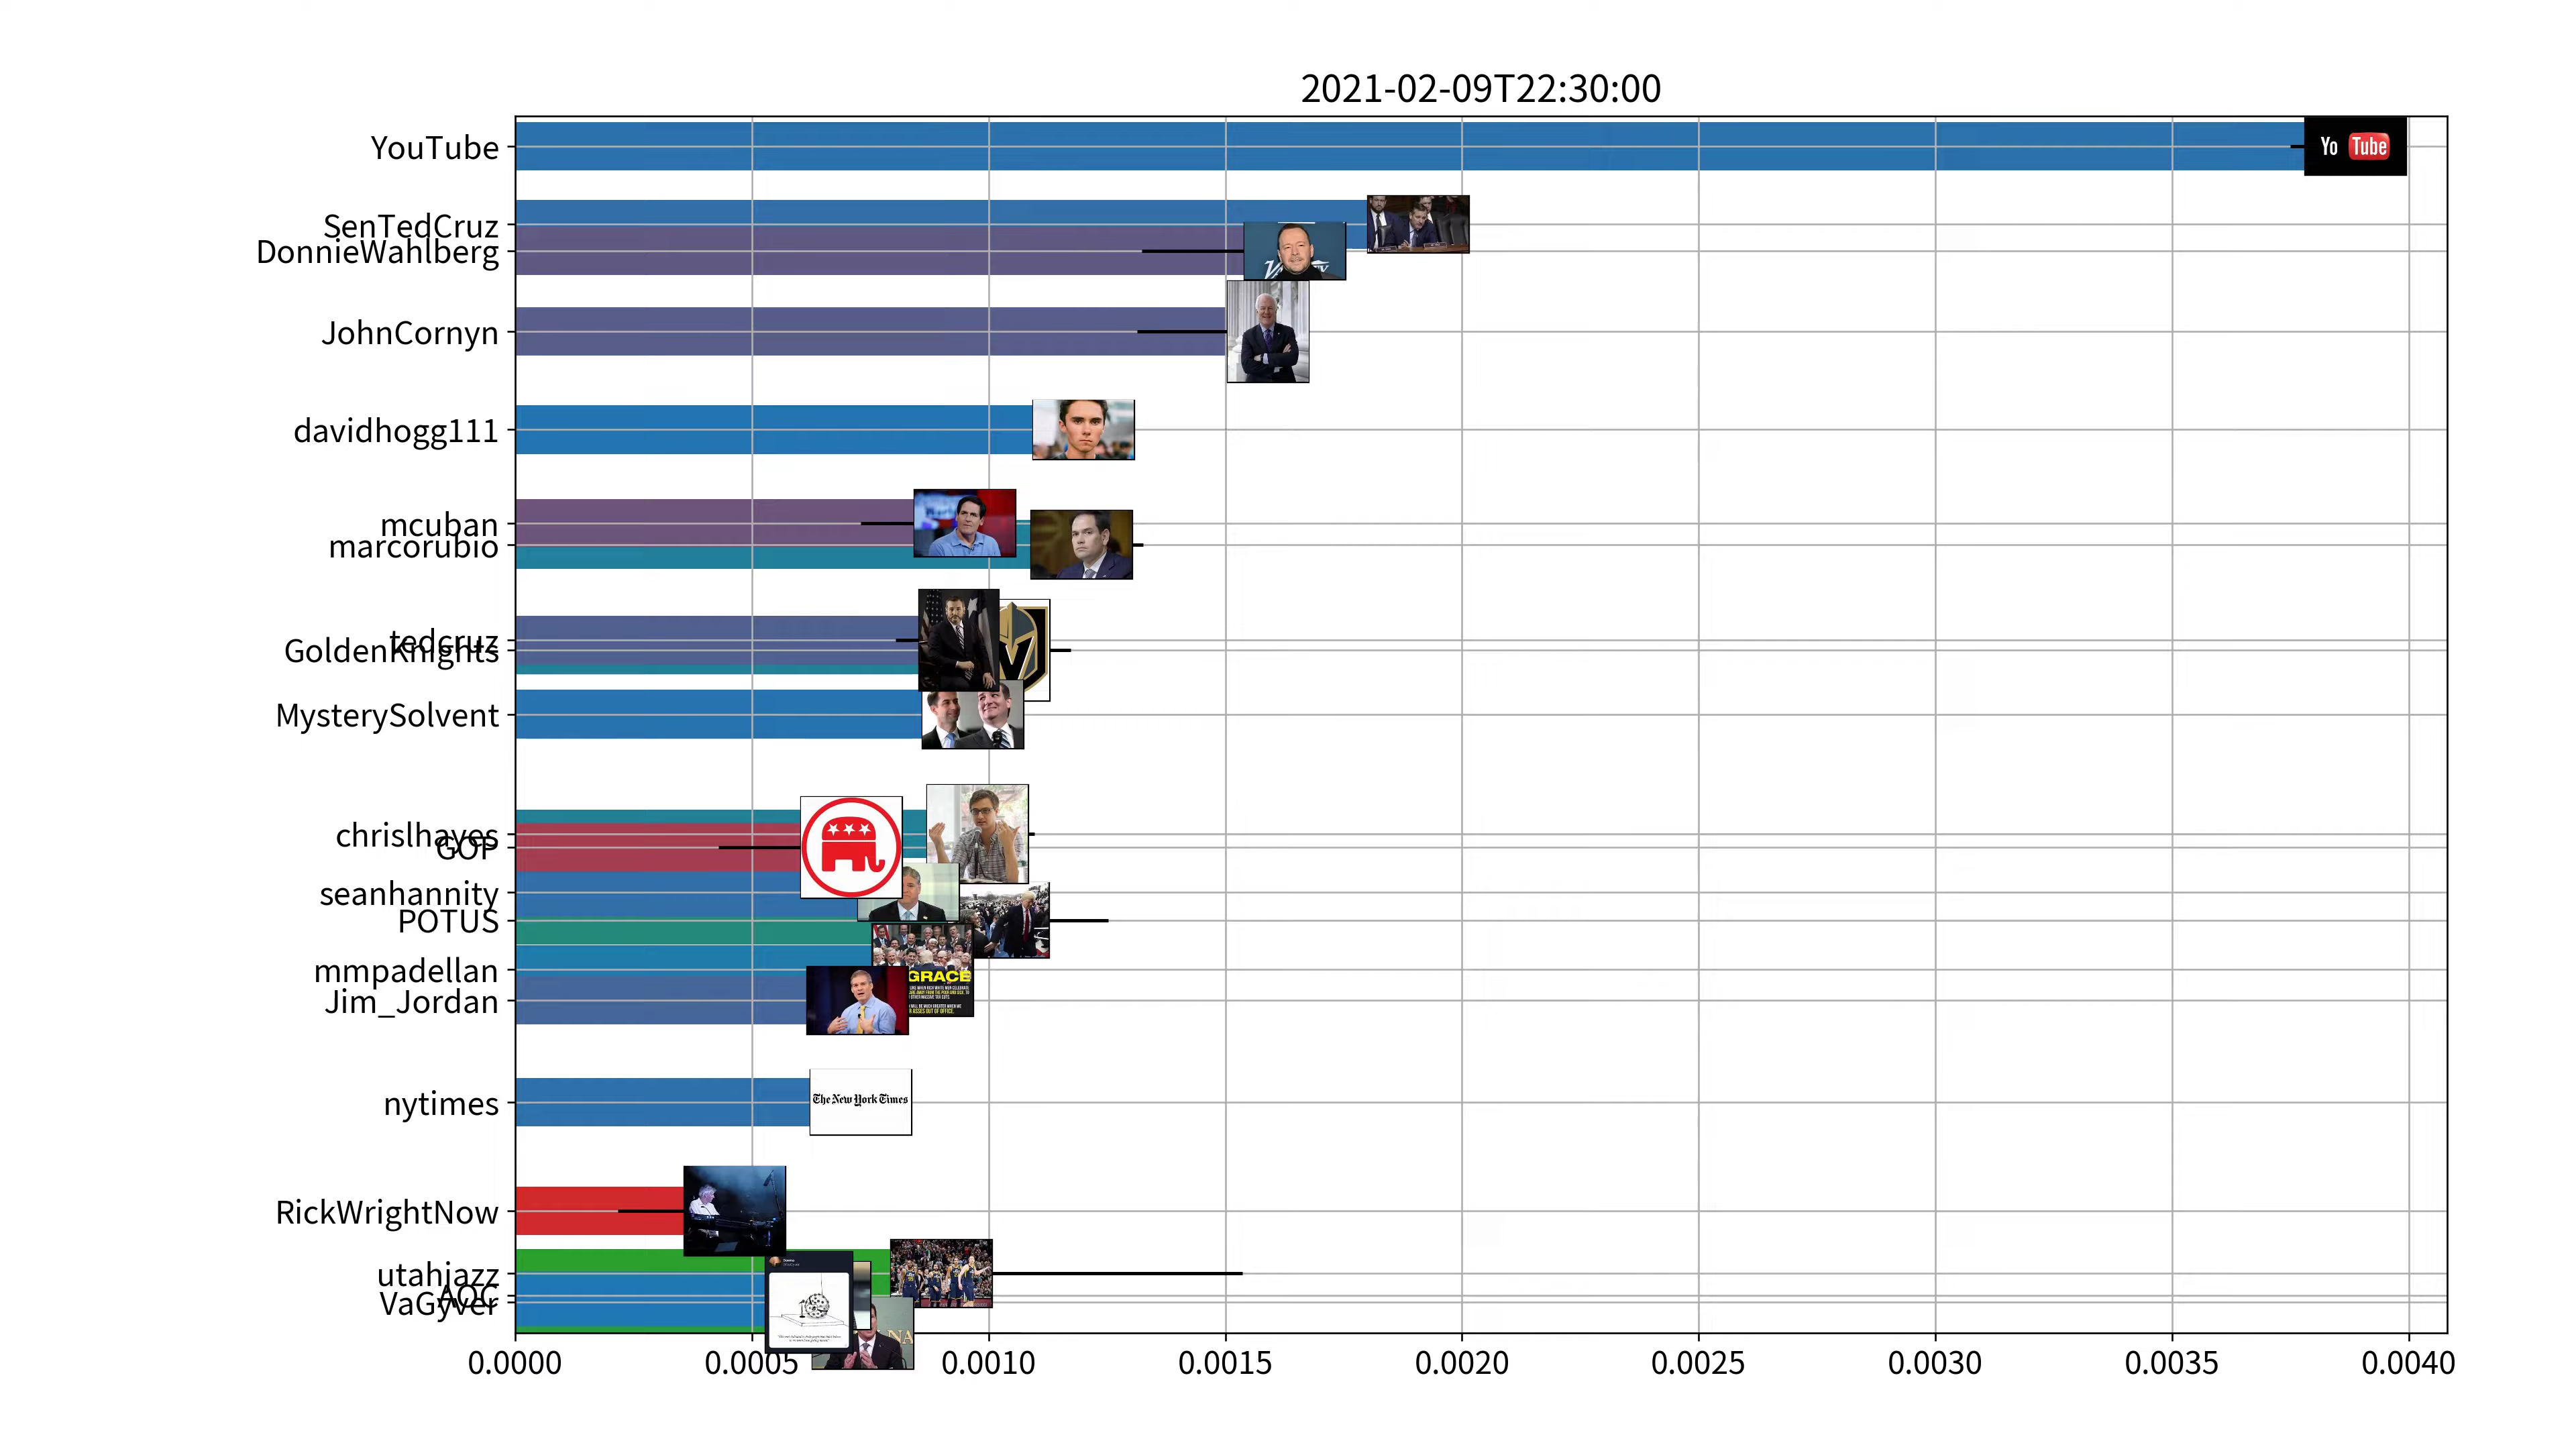 2021-02-09T22:30:00
YouTube
Yo Tube
SenTedCruz
DonnieWahlberg
JohnCornyn
davidhogg111
mcuban
marcorubio
tedcruz
GoldenKnights
MysterySolvent
chrislhayes
GOP
seanhannity
POTUS
mmpadellan
GRACE
Jim_Jordan
nytimes
The New York Times
RickWrightNow
utahjazz
AOC
VaGyver
NA
0.0000 0.0005 0.0010 0.0015 0.0020 0.0025 0.0030 0.0035 0.0040